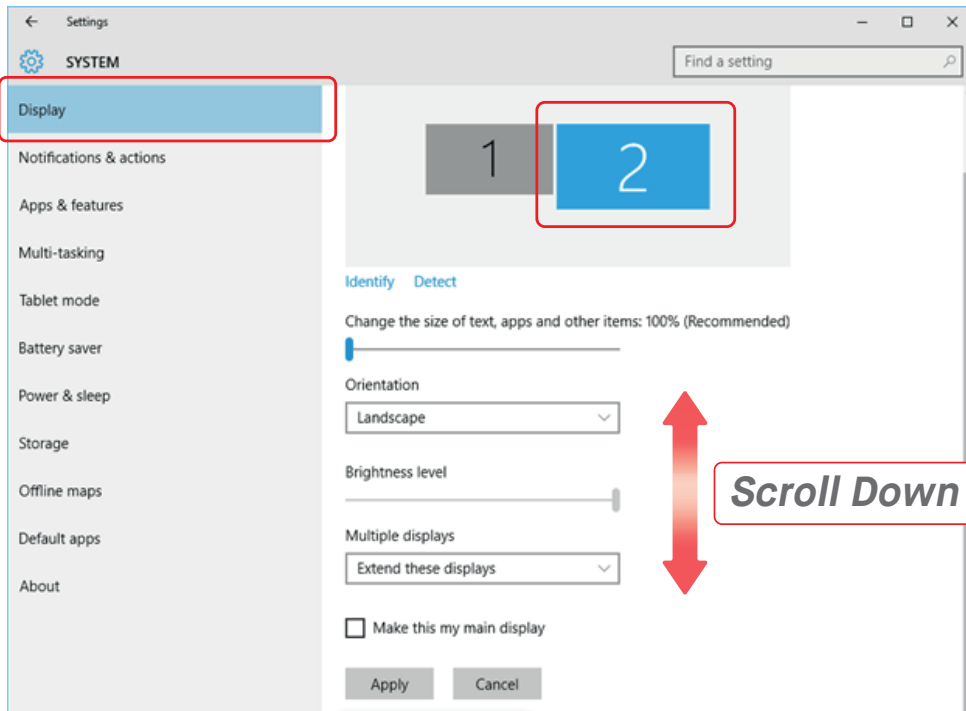 Settings
SYSTEM
Find a setting
Display
Notifications & actions
Apps & features
Multi-tasking
Tablet mode
Battery saver
Power & sleep
Storage
Offline maps
Default apps
About
1
2
Identify Detect
Change the size of text, apps and other items: 100% (Recommended)
Orientation
Landscape
Brightness level
Scroll Down
Multiple displays
Extend these displays
Make this my main display
Apply Cancel